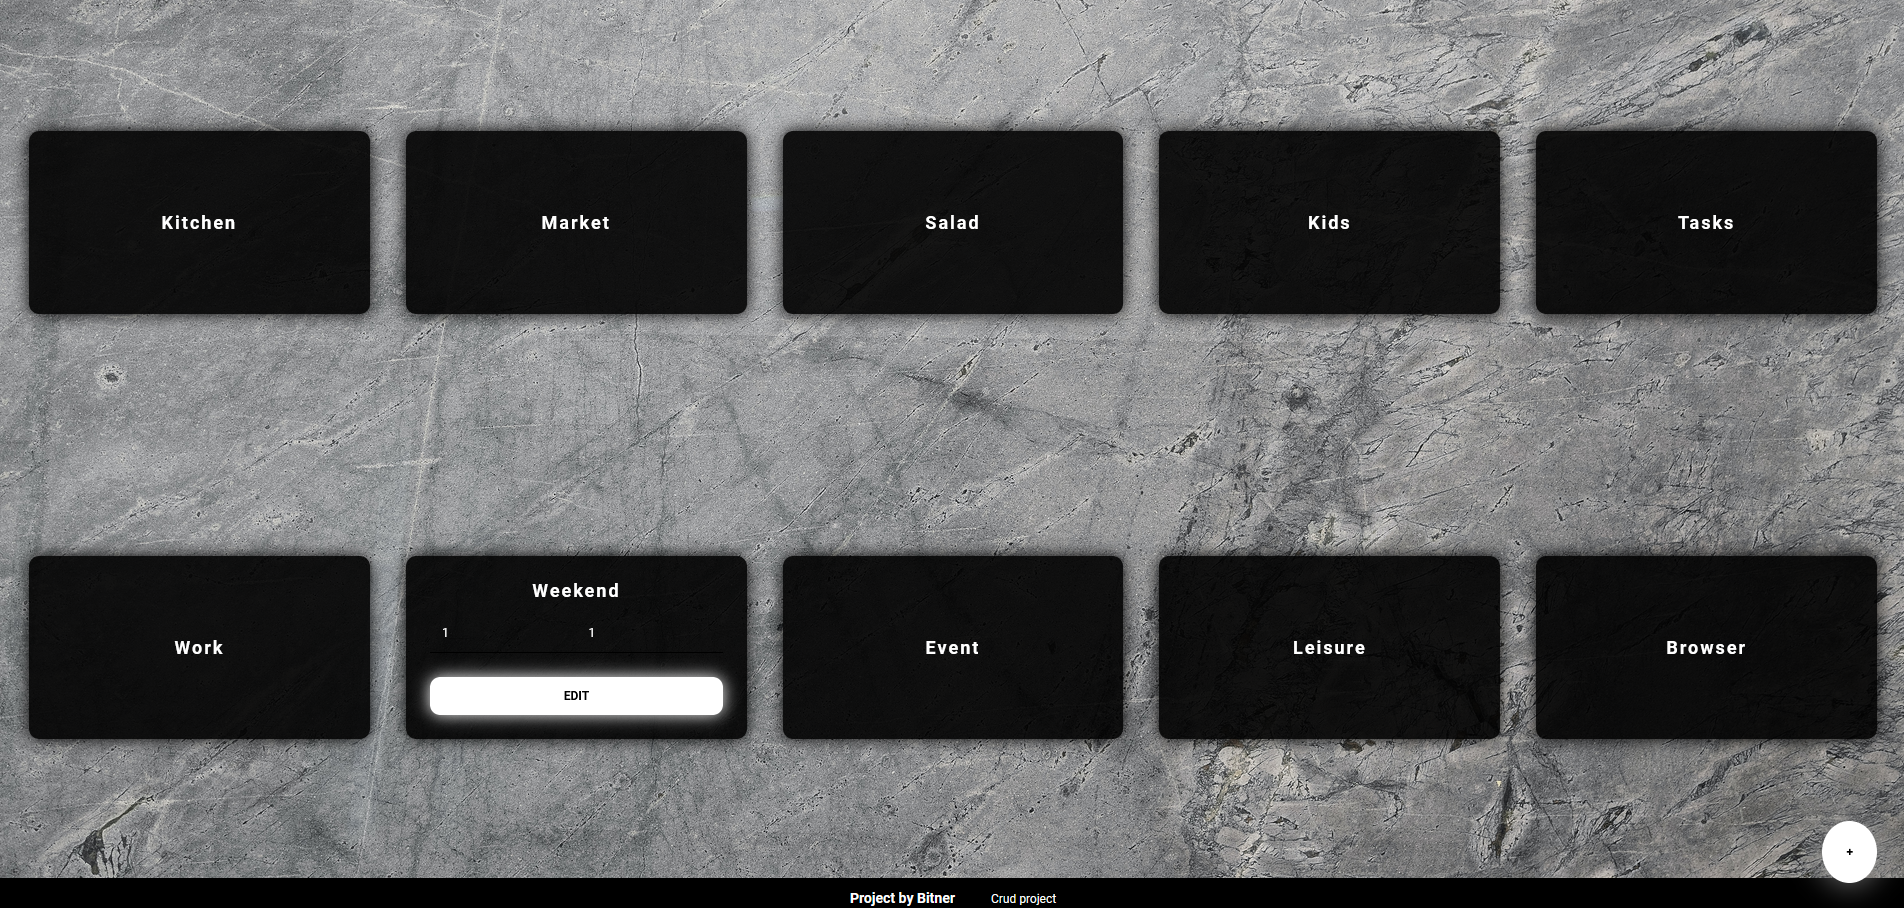 Kitchen
Market
Salad
Kids
Tasks
Work
Weekend
1 1
EDIT
Event
Leisure
Browser
+
Project by Bitner Crud project